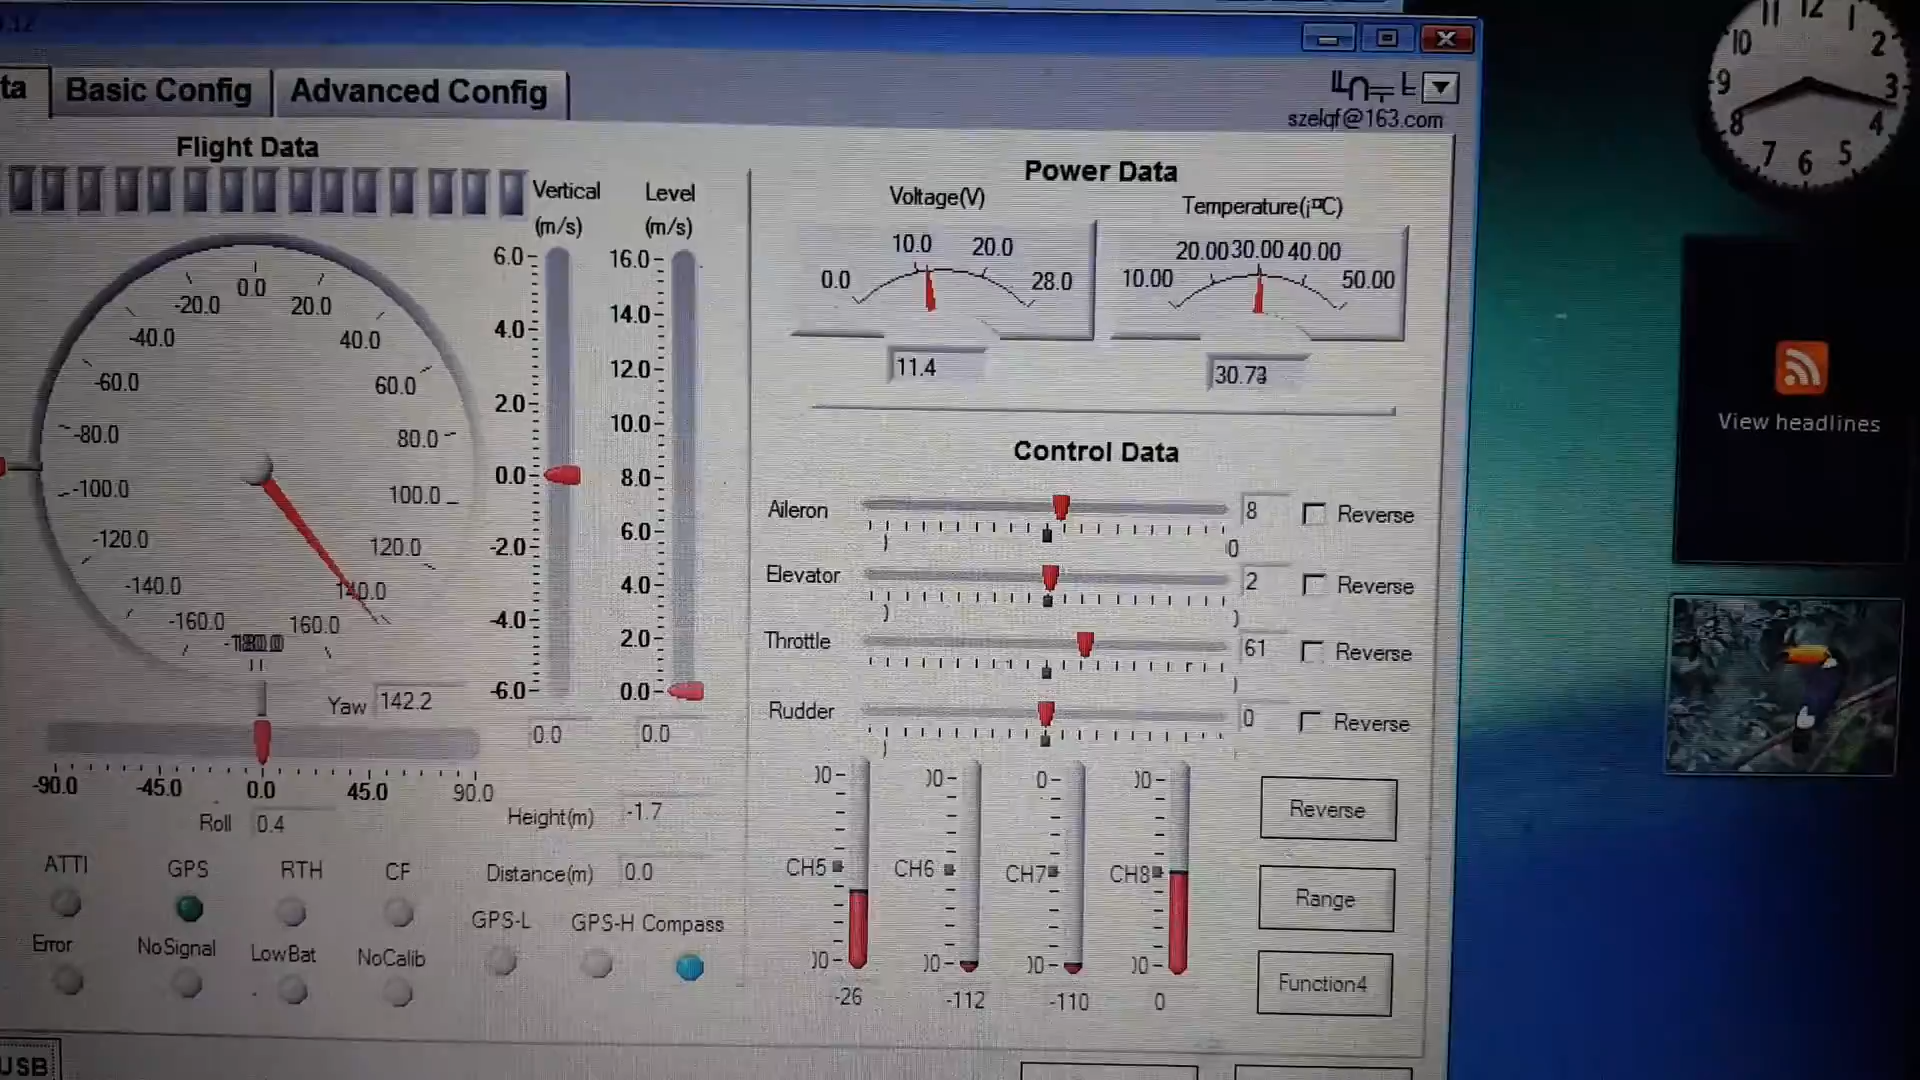 ta
Basic Config
Advanced Config
szelqf@163.com
Flight Data
Vertical
(m/s)
Level
(m/s)
0.0
-20.0
20.0
-40.0
40.0
-60.0
60.0
-80.0
80.0
-100.0
100.0
-120.0
120.0
-140.0
140.0
-160.0
160.0
6.0
4.0
2.0
0.0
-2.0
-4.0
-6.0
0.0
16.0
14.0
12.0
10.0
8.0
6.0
4.0
2.0
0.0
0.0
Yaw
142.2
-90.0
-45.0
0.0
45.0
90.0
Roll
0.4
Height(m)
-1.7
Distance(m)
0.0
ATTI
GPS
RTH
CF
Error
NoSignal
LowBat
NoCalib
GPS-L
GPS-H
Compass
USB
Power Data
Voltage(V)
0.0
10.0
20.0
28.0
11.4
Temperature(¡ºC)
10.00
20.00
30.00
40.00
50.00
Control Data
Aileron
8
Reverse
Elevator
2
Reverse
Throttle
61
Reverse
Rudder
0
Reverse
CH5
-26
CH6
-112
CH7
-110
CH8
0
Reverse
Range
Function4
11 12 1
10 2
9 3
8 4
7 6 5
View headlines